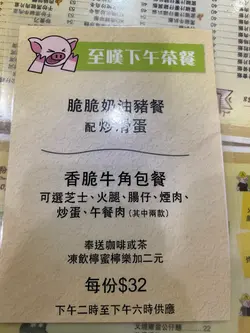 至嘆下午茶餐
脆脆奶油豬餐
配炒滑蛋
香脆牛角包餐
可選芝士、火腿、腸仔、煙肉、
炒蛋、午餐肉(其中兩款)
奉送咖啡或茶
凍飲檸蜜檸樂加二元
每份$32
下午二時至下午六時供應